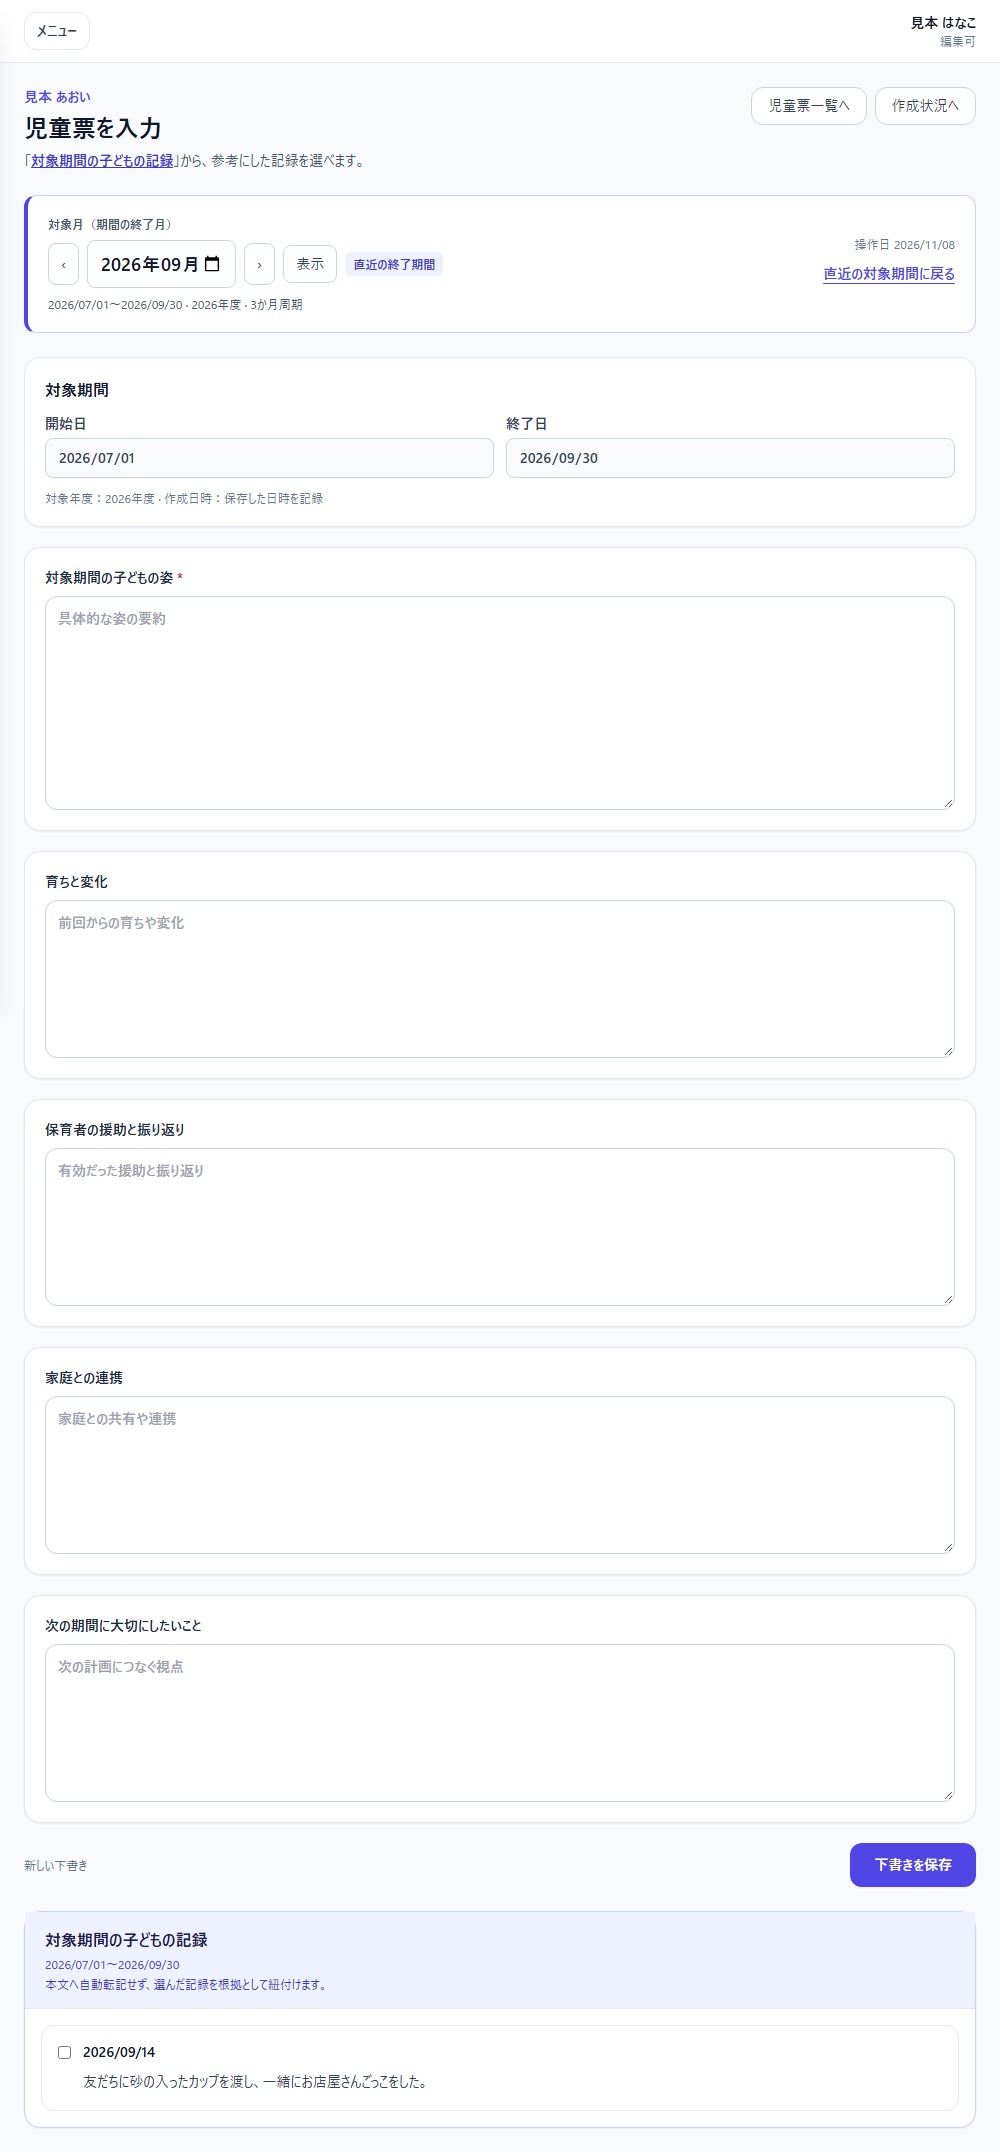 メニュー
見本 はなこ
編集可
見本 あおい
児童票を入力
「対象期間の子どもの記録」から、参考にした記録を選べます。
児童票一覧へ
作成状況へ
対象月（期間の終了月）
‹
2026年09月
›
表示
直近の終了期間
2026/07/01〜2026/09/30 · 2026年度 · 3か月周期
操作日 2026/11/08
直近の対象期間に戻る
対象期間
開始日
終了日
2026/07/01
2026/09/30
対象年度：2026年度 · 作成日時：保存した日時を記録
対象期間の子どもの姿 *
具体的な姿の要約
育ちと変化
前回からの育ちや変化
保育者の援助と振り返り
有効だった援助と振り返り
家庭との連携
家庭との共有や連携
次の期間に大切にしたいこと
次の計画につなぐ視点
新しい下書き
下書きを保存
対象期間の子どもの記録
2026/07/01〜2026/09/30
本文へ自動転記せず、選んだ記録を根拠として紐付けます。
2026/09/14
友だちに砂の入ったカップを渡し、一緒にお店屋さんごっこをした。